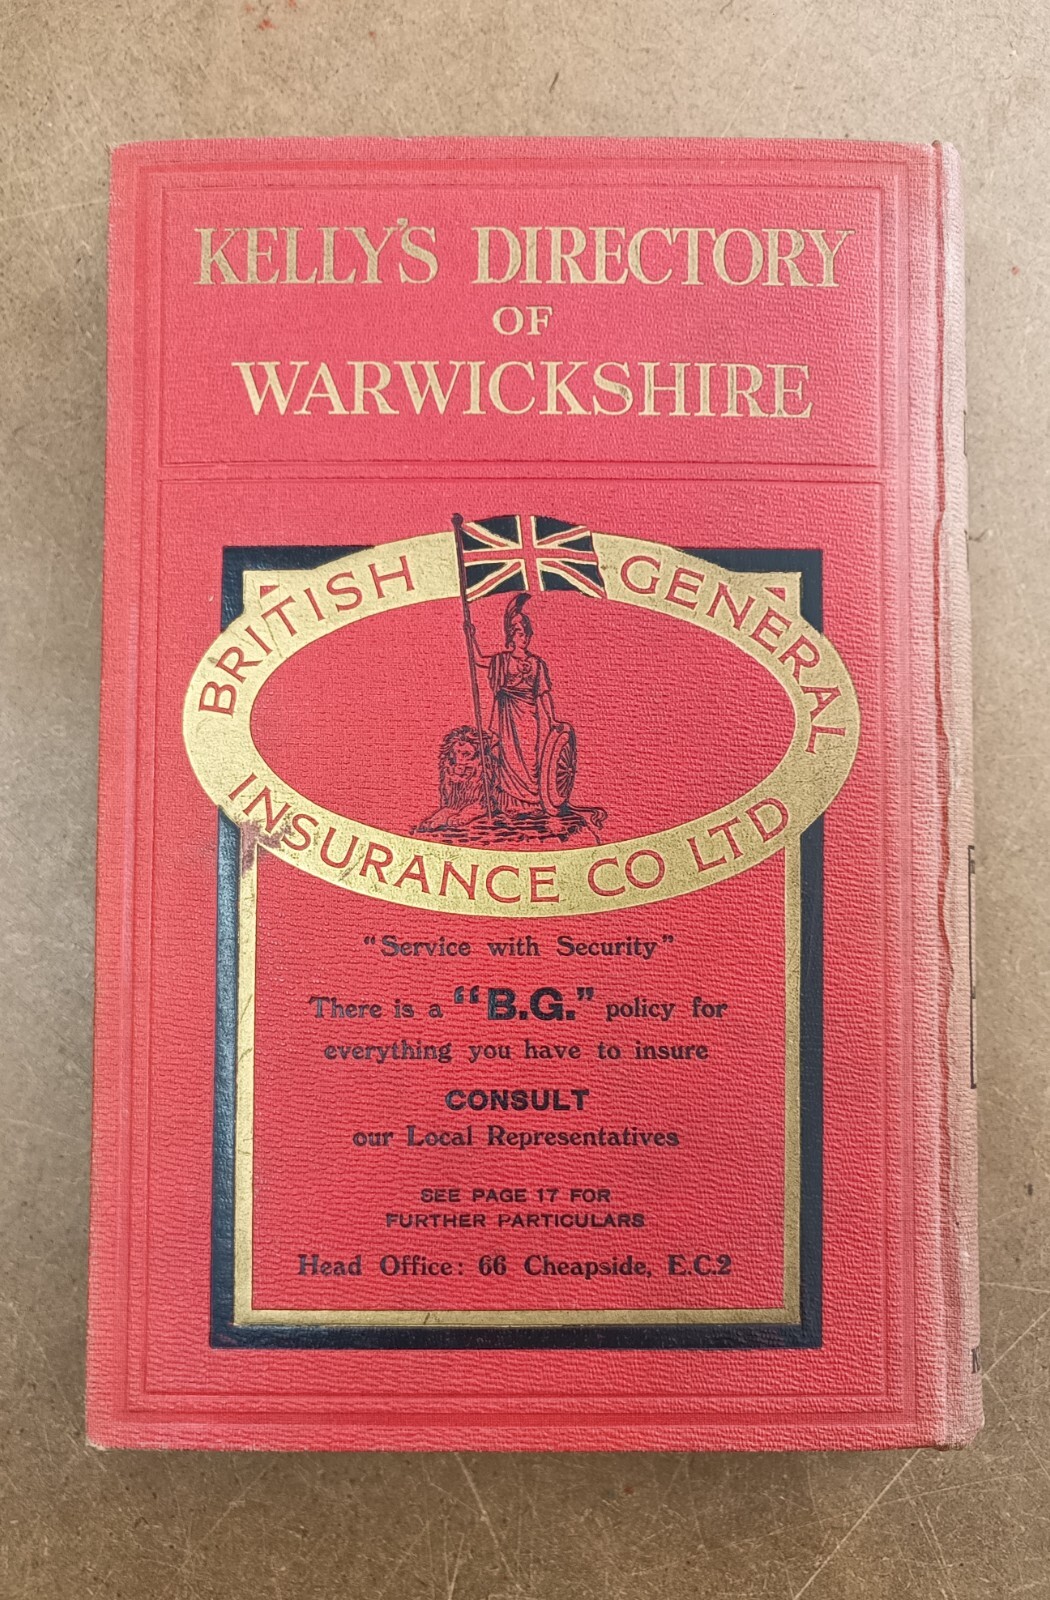 KELLY'S DIRECTORY
OF
WARWICKSHIRE
BRITISH GENERAL
INSURANCE CO LTD
"Service with Security"
There is a "B.G." policy for
everything you have to insure
CONSULT
our Local Representatives
SEE PAGE 17 FOR
FURTHER PARTICULARS
Head Office: 66 Cheapside, E.C.2